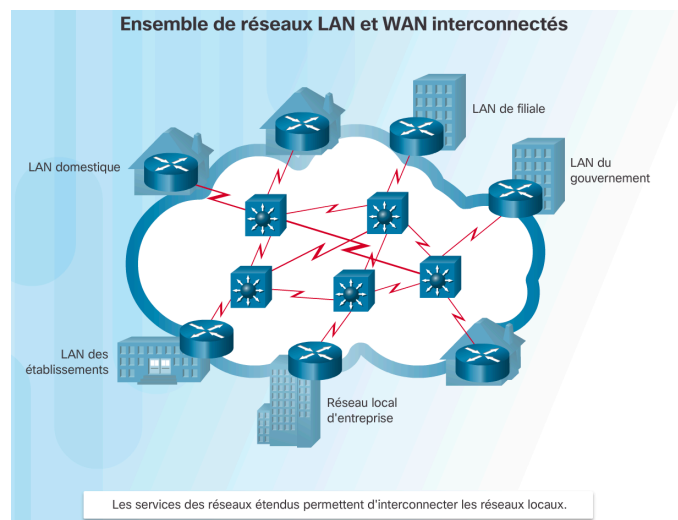 Ensemble de réseaux LAN et WAN interconnectés
LAN de filiale
LAN domestique
LAN du
gouvernement
LAN des
établissements
Réseau local
d'entreprise
Les services des réseaux étendus permettent d'interconnecter les réseaux locaux.